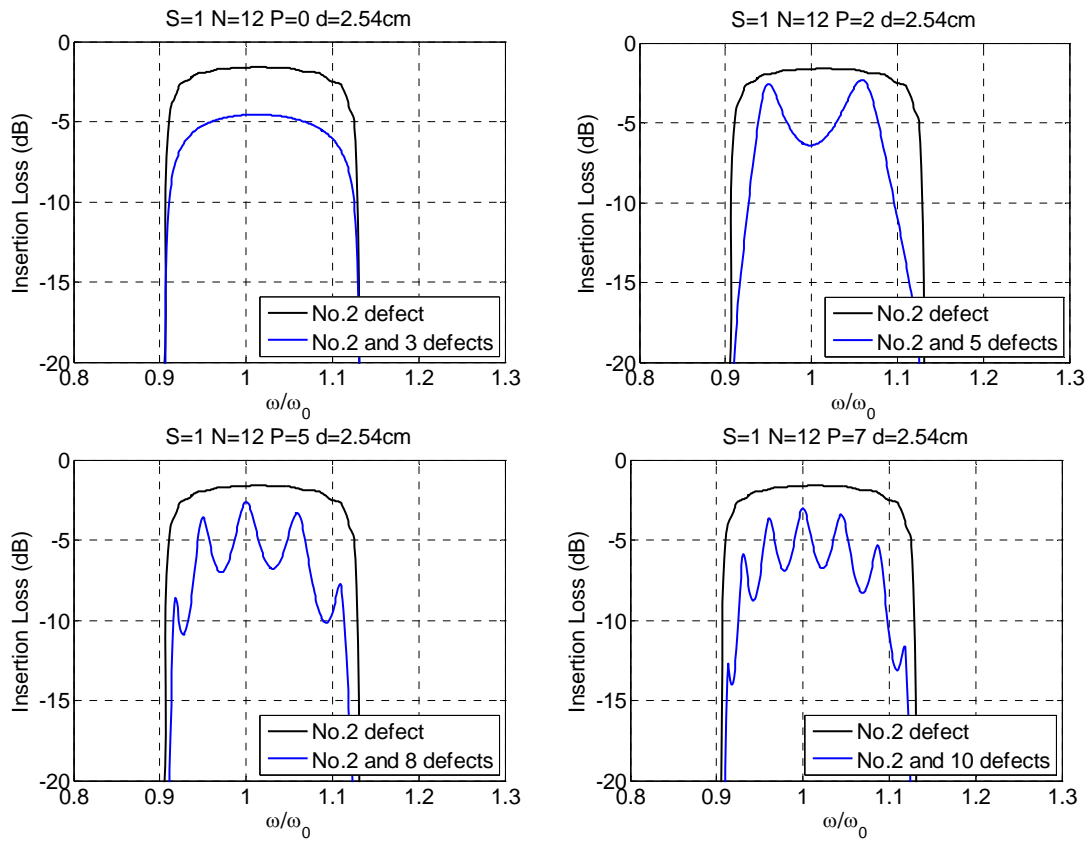 S=1 N=12 P=0 d=2.54cm
0
-5
-10
-15
-20
Insertion Loss (dB)
No.2 defect
No.2 and 3 defects
0.8 0.9 1 1.1 1.2 1.3
ω/ω0
S=1 N=12 P=2 d=2.54cm
0
-5
-10
-15
-20
Insertion Loss (dB)
No.2 defect
No.2 and 5 defects
0.8 0.9 1 1.1 1.2 1.3
ω/ω0
S=1 N=12 P=5 d=2.54cm
0
-5
-10
-15
-20
Insertion Loss (dB)
No.2 defect
No.2 and 8 defects
0.8 0.9 1 1.1 1.2 1.3
ω/ω0
S=1 N=12 P=7 d=2.54cm
0
-5
-10
-15
-20
Insertion Loss (dB)
No.2 defect
No.2 and 10 defects
0.8 0.9 1 1.1 1.2 1.3
ω/ω0